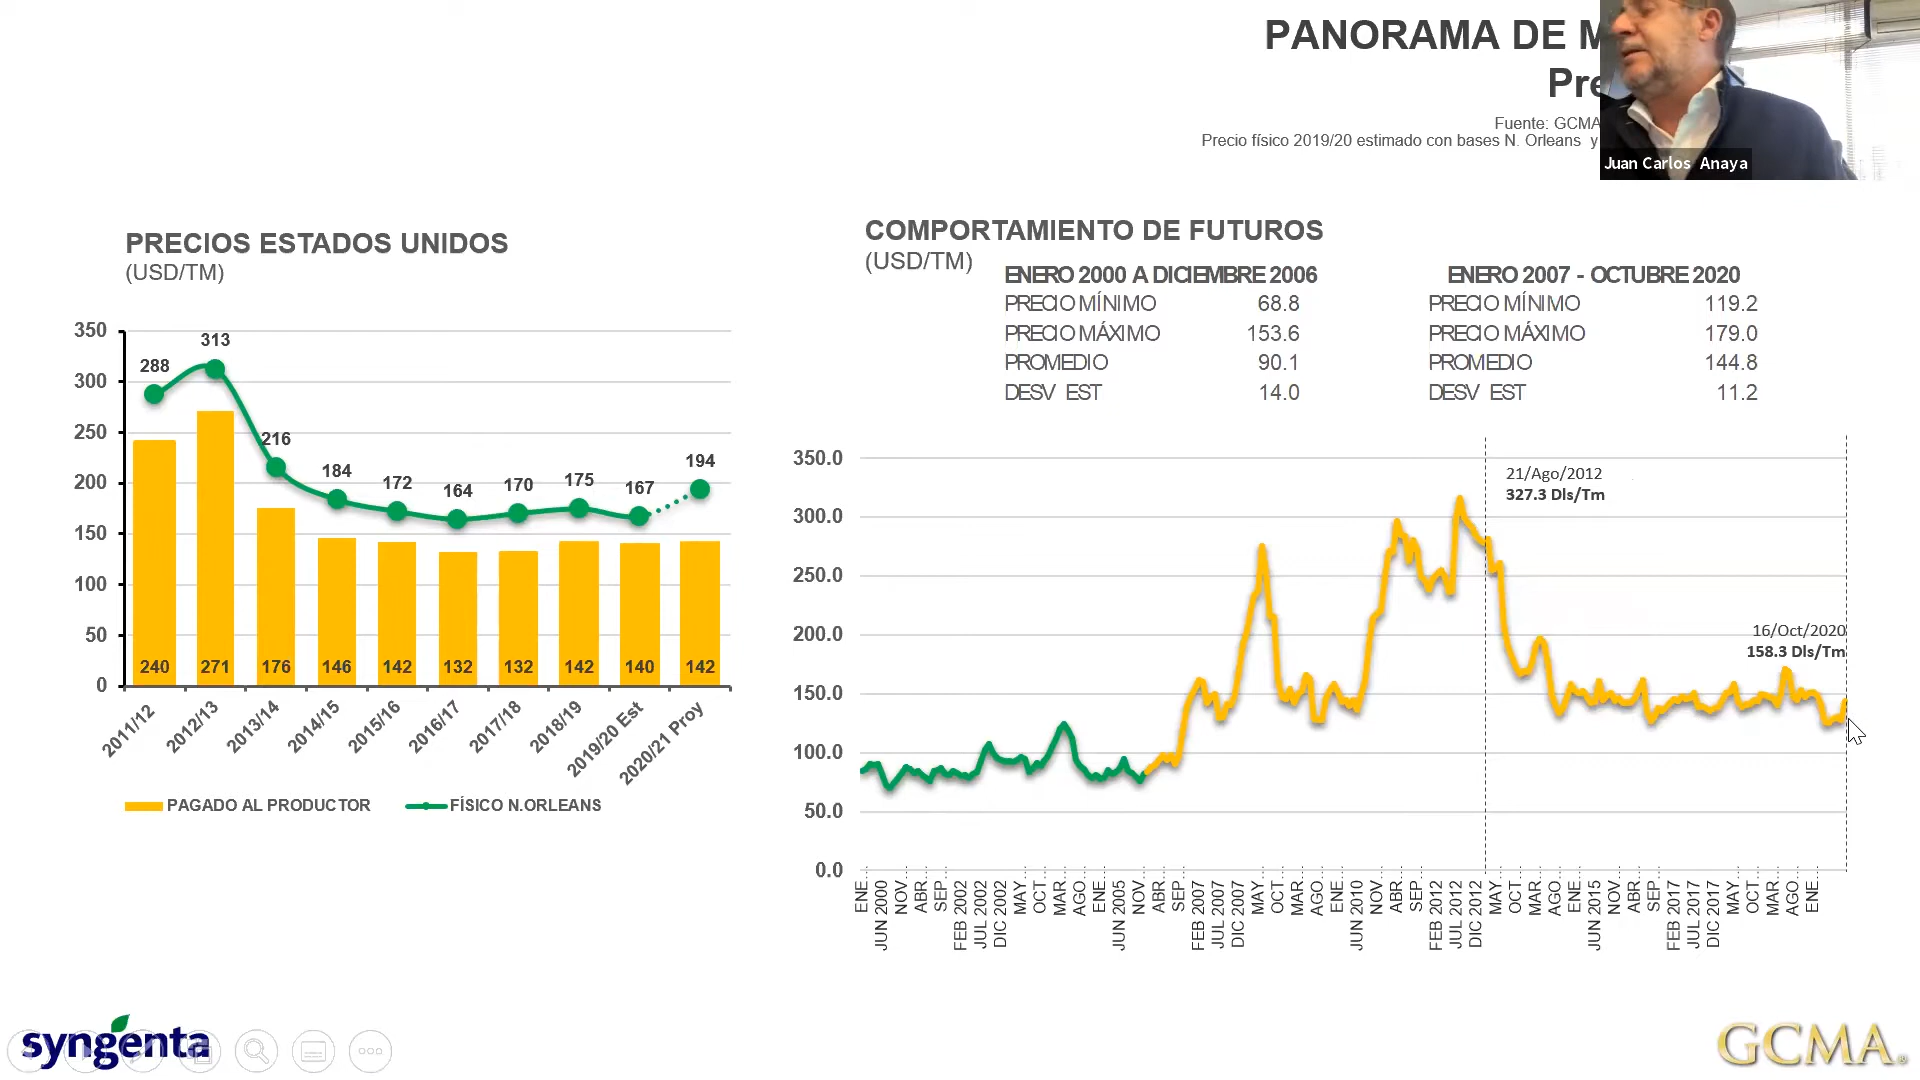 PANORAMA DE M
Pre
Fuente: GCMA
Precio físico 2019/20 estimado con bases N. Orleans y
Juan Carlos Anaya
PRECIOS ESTADOS UNIDOS
(USD/TM)
350
300
250
200
150
100
50
0
288
313
216
184
172
164
170
175
167
194
240
271
176
146
142
132
132
142
140
142
2011/12
2012/13
2013/14
2014/15
2015/16
2016/17
2017/18
2018/19
2019/20 Est
2020/21 Proy
PAGADO AL PRODUCTOR
FÍSICO N.ORLEANS
COMPORTAMIENTO DE FUTUROS
(USD/TM)
ENERO 2000 A DICIEMBRE 2006
PRECIO MÍNIMO 68.8
PRECIO MÁXIMO 153.6
PROMEDIO 90.1
DESV EST 14.0
ENERO 2007 - OCTUBRE 2020
PRECIO MÍNIMO 119.2
PRECIO MÁXIMO 179.0
PROMEDIO 144.8
DESV EST 11.2
350.0
300.0
250.0
200.0
150.0
100.0
50.0
0.0
21/Ago/2012
327.3 Dls/Tm
16/Oct/2020
158.3 Dls/Tm
ENE…
JUN 2000
NOV…
ABR…
SEP…
FEB 2002
JUL 2002
DIC 2002
MAY…
OCT…
MAR…
AGO…
ENE…
JUN 2005
NOV…
ABR…
SEP…
FEB 2007
JUL 2007
DIC 2007
MAY…
OCT…
MAR…
AGO…
ENE…
JUN 2010
NOV…
ABR…
SEP…
FEB 2012
JUL 2012
DIC 2012
MAY…
OCT…
MAR…
AGO…
ENE…
JUN 2015
NOV…
ABR…
SEP…
FEB 2017
JUL 2017
DIC 2017
MAY…
OCT…
MAR…
AGO…
ENE…
syngenta
GCMA®